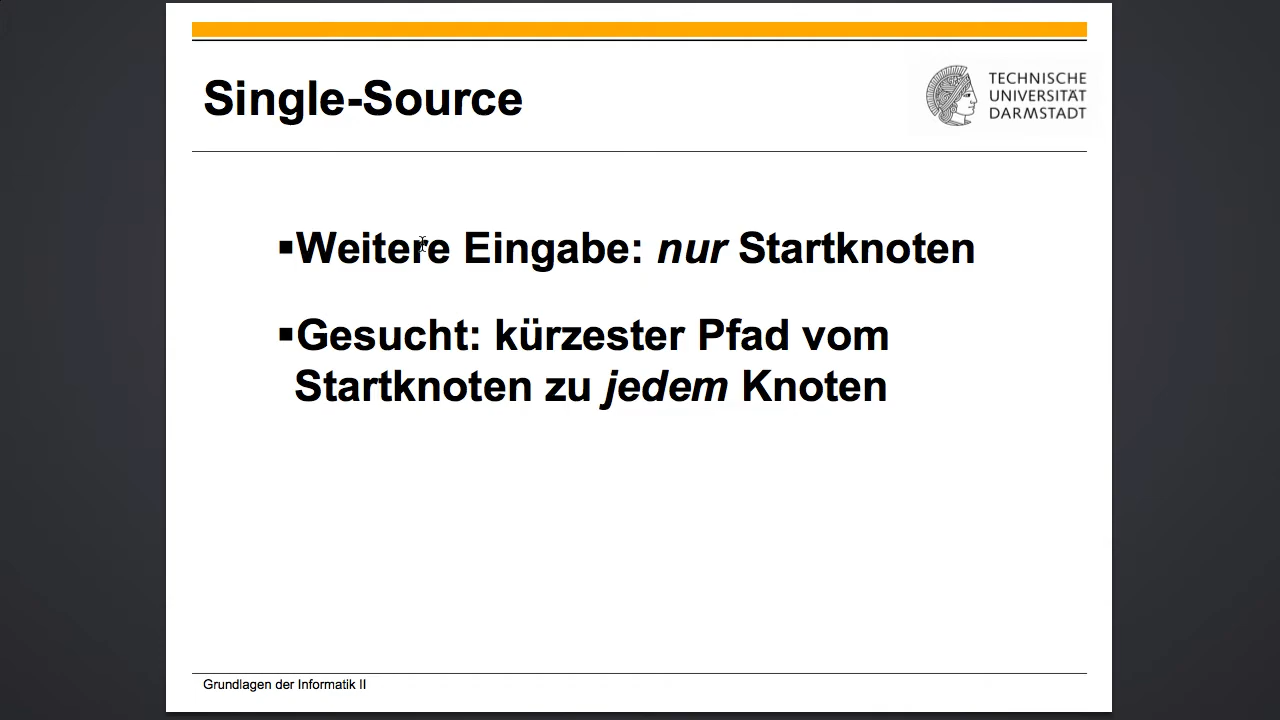 Single-Source
TECHNISCHE
UNIVERSITÄT
DARMSTADT
▪Weitere Eingabe: nur Startknoten
▪Gesucht: kürzester Pfad vom
Startknoten zu jedem Knoten
Grundlagen der Informatik II